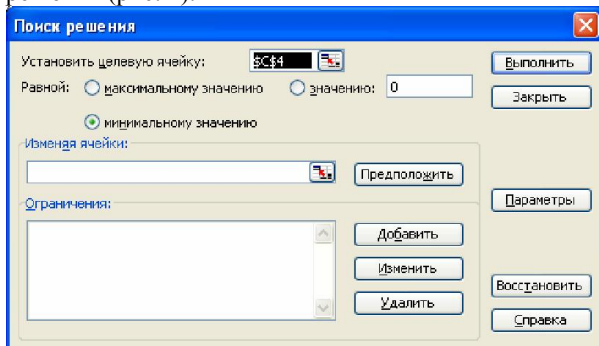 Поиск решения
Установить целевую ячейку: $C$4
Выполнить
Равной: максимальному значению значению: 0
Закрыть
минимальному значению
Изменяя ячейки:
Предположить
Ограничения:
Параметры
Добавить
Изменить
Восстановить
Удалить
Справка